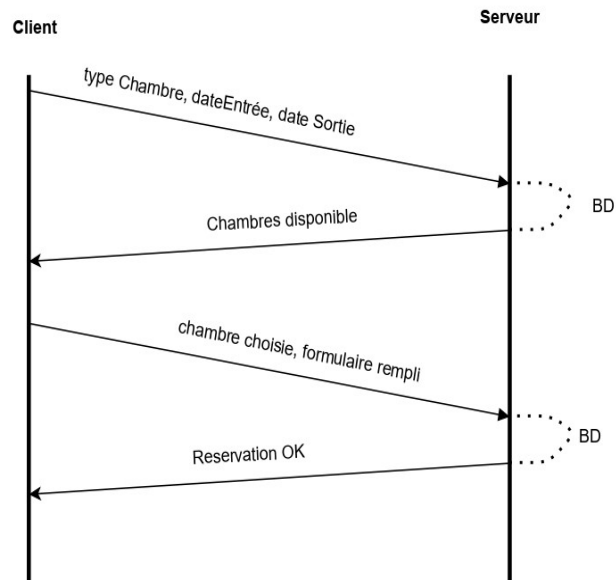 Client
Serveur
type Chambre, dateEntrée, date Sortie
BD
Chambres disponible
chambre choisie, formulaire rempli
BD
Reservation OK